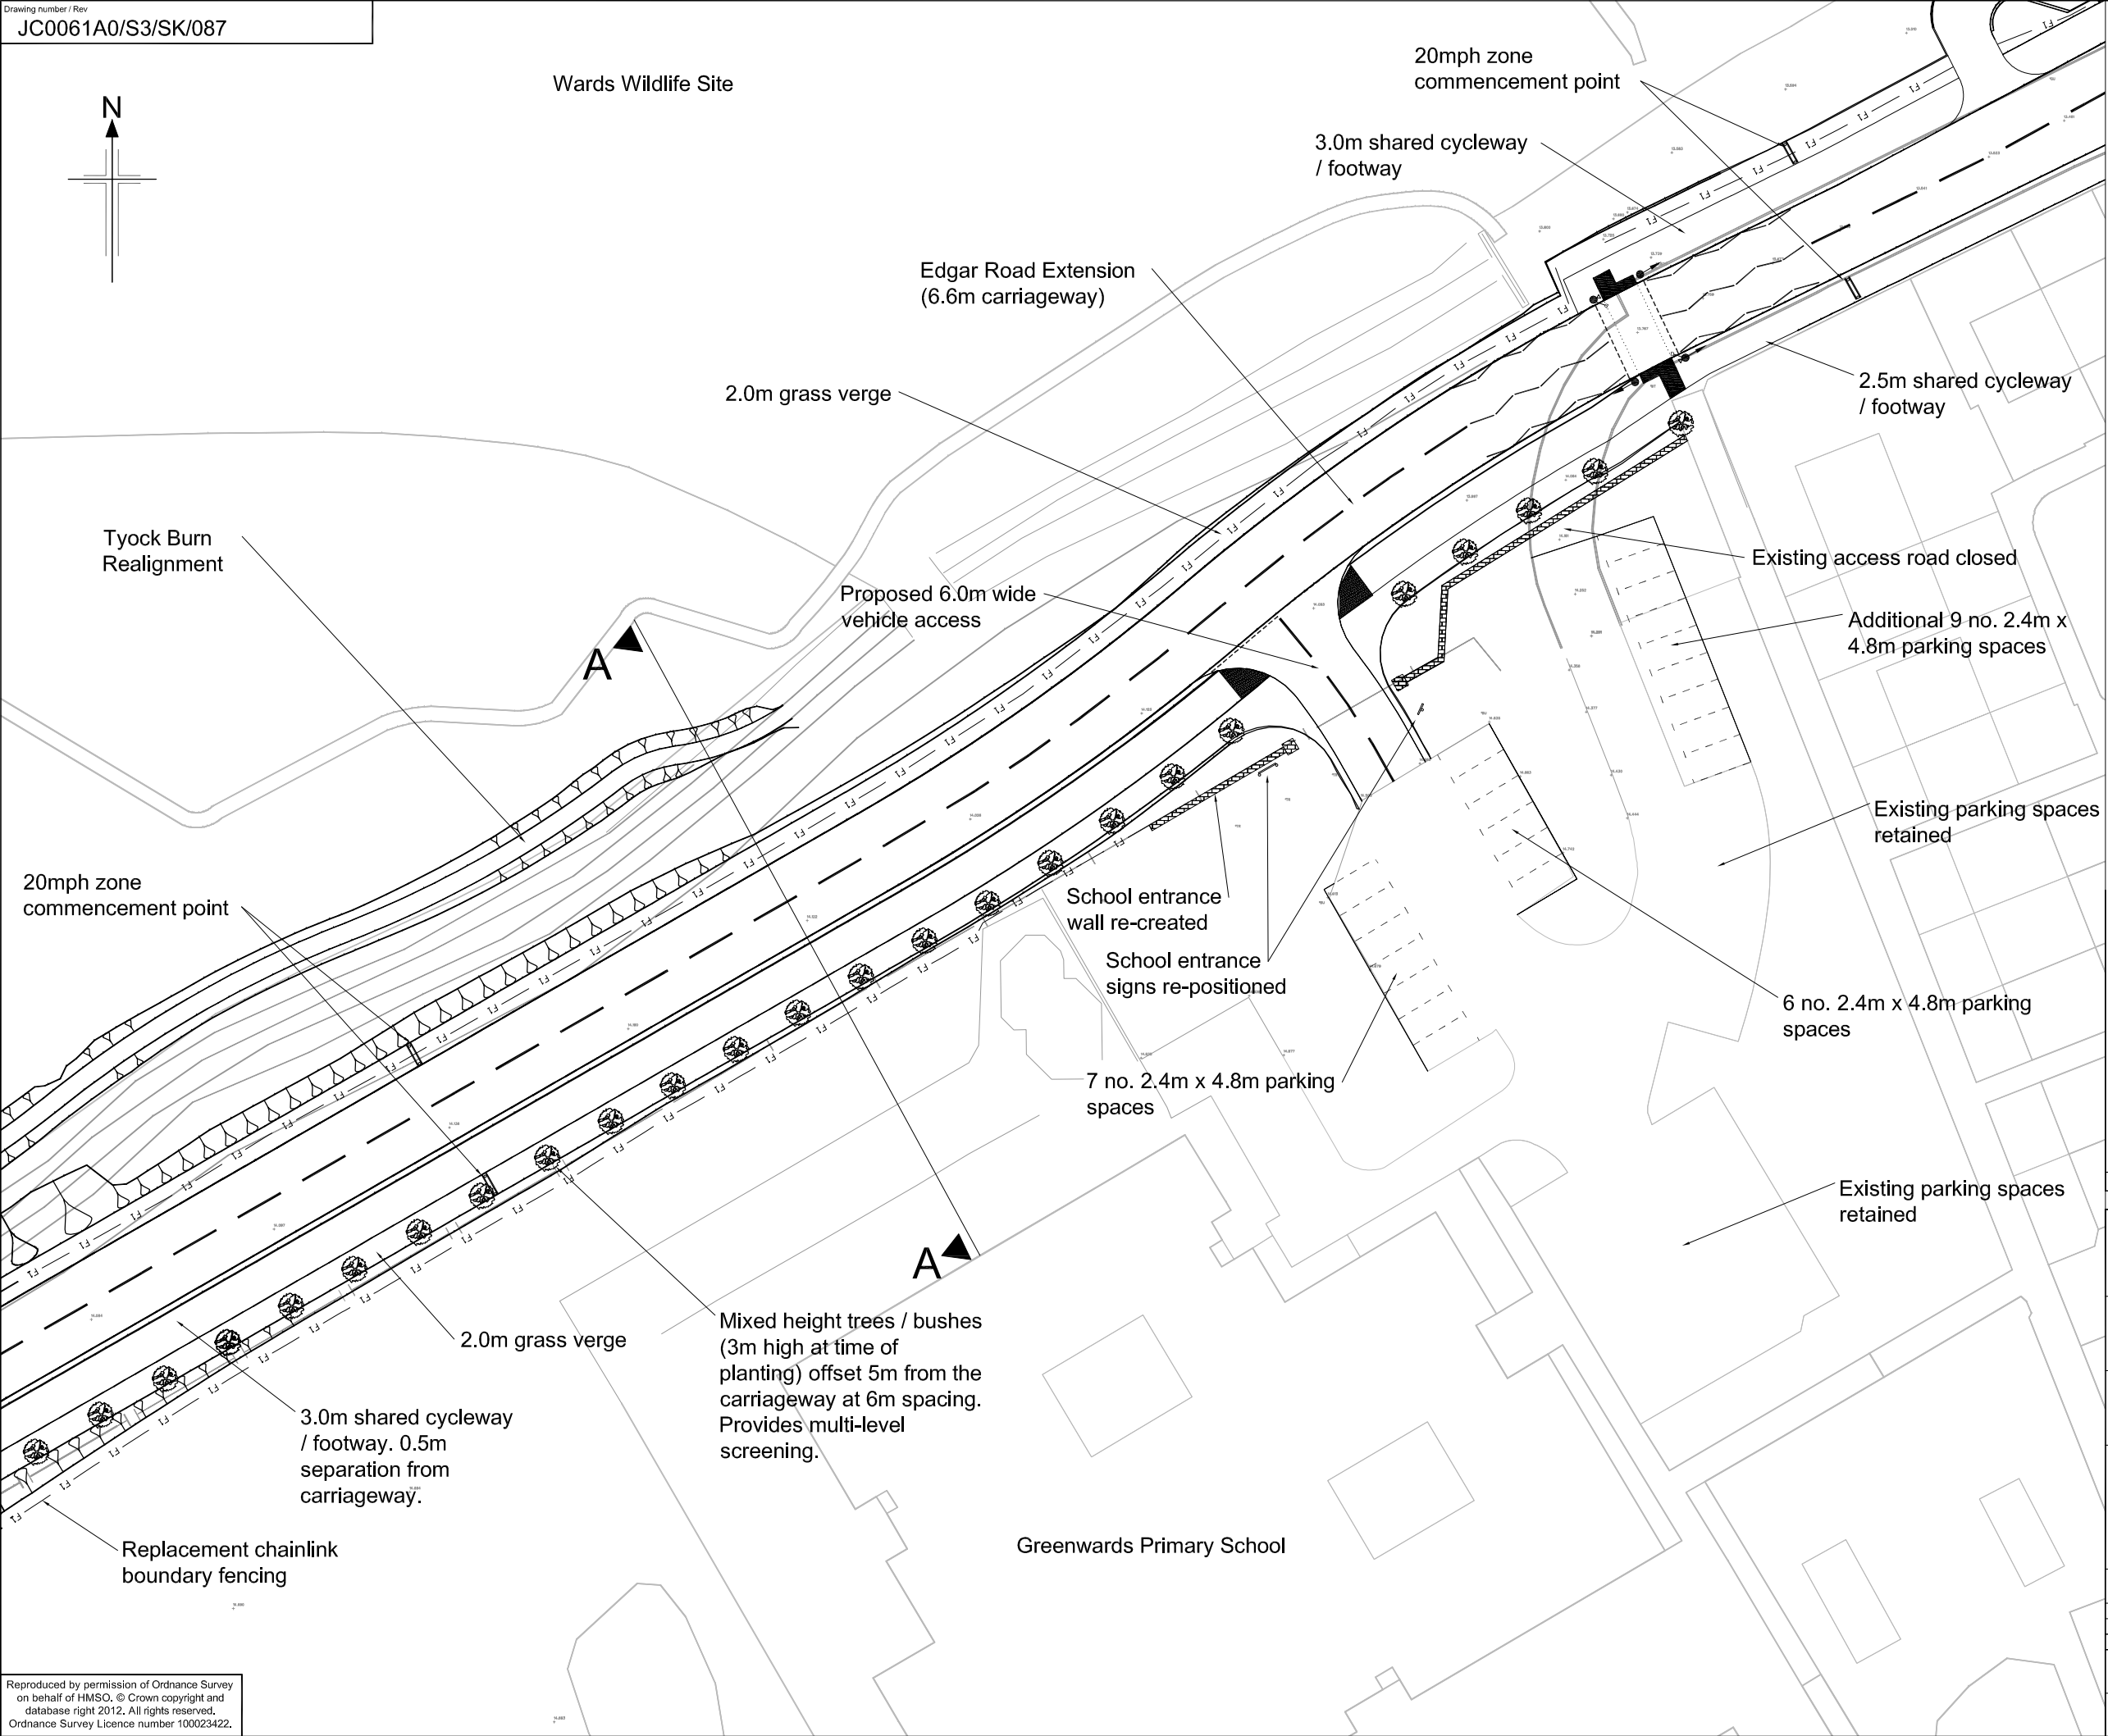 Drawing number / Rev
JC0061A0/S3/SK/087
N
Wards Wildlife Site
20mph zone
commencement point
3.0m shared cycleway
/ footway
Edgar Road Extension
(6.6m carriageway)
2.0m grass verge
2.5m shared cycleway
/ footway
Tyock Burn
Realignment
Existing access road closed
Proposed 6.0m wide
vehicle access
Additional 9 no. 2.4m x
4.8m parking spaces
A
Existing parking spaces
retained
20mph zone
commencement point
School entrance
wall re-created
School entrance
signs re-positioned
6 no. 2.4m x 4.8m parking
spaces
7 no. 2.4m x 4.8m parking
spaces
Existing parking spaces
retained
A
Mixed height trees / bushes
(3m high at time of
planting) offset 5m from the
carriageway at 6m spacing.
Provides multi-level
screening.
2.0m grass verge
3.0m shared cycleway
/ footway. 0.5m
separation from
carriageway.
Replacement chainlink
boundary fencing
Greenwards Primary School
Reproduced by permission of Ordnance Survey
on behalf of HMSO. © Crown copyright and
database right 2012. All rights reserved.
Ordnance Survey Licence number 100023422.